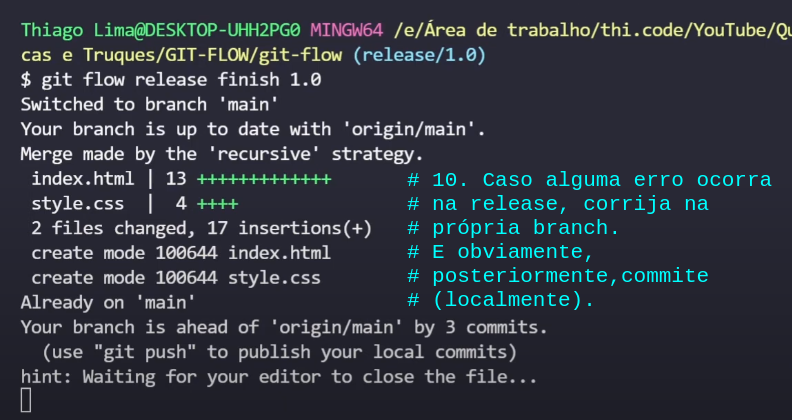 Thiago Lima@DESKTOP-UHH2PG0 MINGW64 /e/Área de trabalho/thi.code/YouTube/Qu
cas e Truques/GIT-FLOW/git-flow (release/1.0)
$ git flow release finish 1.0
Switched to branch 'main'
Your branch is up to date with 'origin/main'.
Merge made by the 'recursive' strategy.
index.html | 13 +++++++++++++
style.css  |  4 ++++
2 files changed, 17 insertions(+)
create mode 100644 index.html
create mode 100644 style.css
Already on 'main'
Your branch is ahead of 'origin/main' by 3 commits.
(use "git push" to publish your local commits)
hint: Waiting for your editor to close the file...
# 10. Caso alguma erro ocorra
# na release, corrija na
# própria branch.
# E obviamente,
# posteriormente,commite
# (localmente).